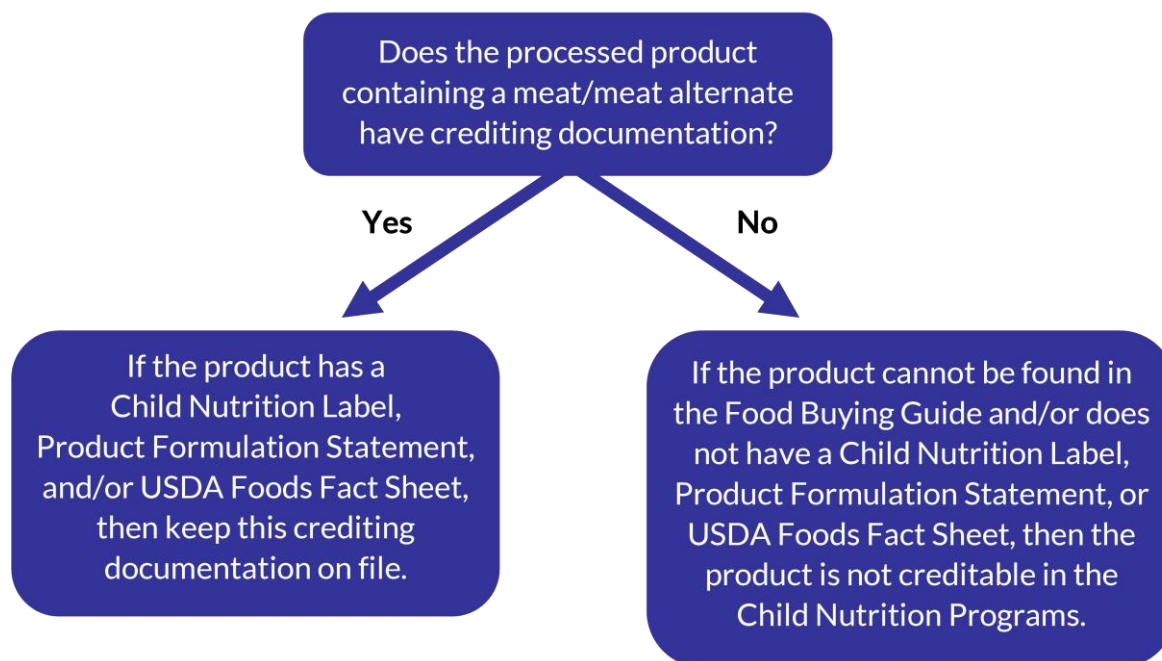 Does the processed product
containing a meat/meat alternate
have crediting documentation?
Yes
No
If the product has a
Child Nutrition Label,
Product Formulation Statement,
and/or USDA Foods Fact Sheet,
then keep this crediting
documentation on file.
If the product cannot be found in
the Food Buying Guide and/or does
not have a Child Nutrition Label,
Product Formulation Statement, or
USDA Foods Fact Sheet, then the
product is not creditable in the
Child Nutrition Programs.